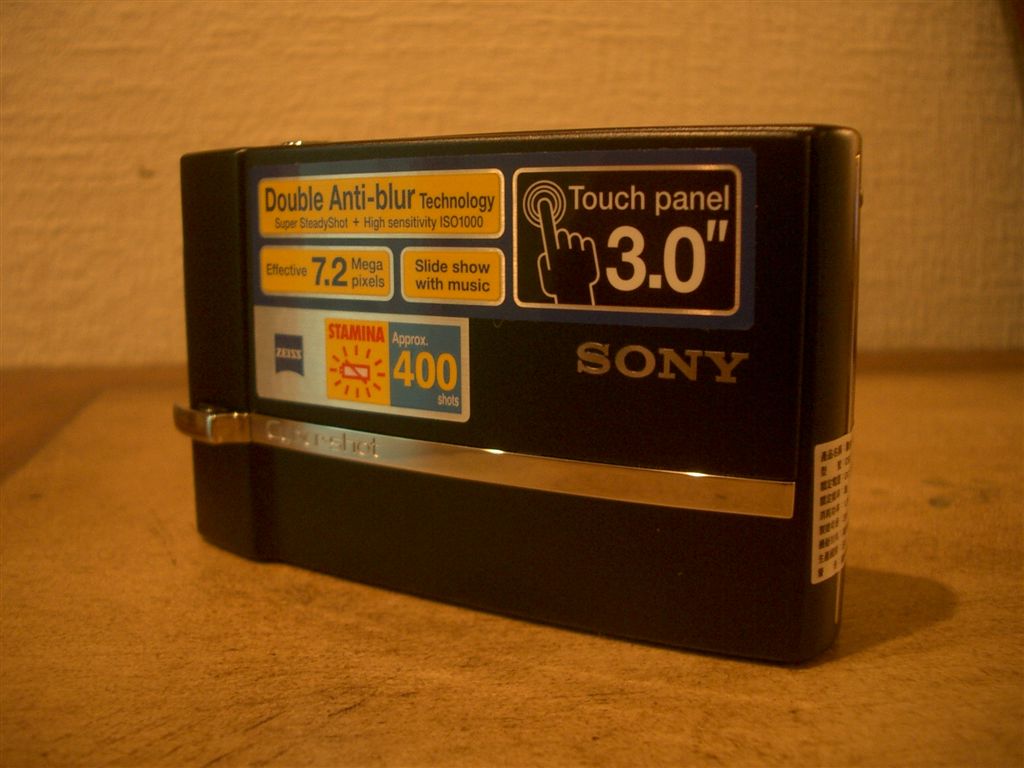 Double Anti-blur Technology
Super SteadyShot + High sensitivity ISO1000
Effective 7.2 Mega pixels
Slide show
with music
Touch panel
3.0"
ZEISS
STAMINA
Approx.
400
shots
SONY
Cyber-shot